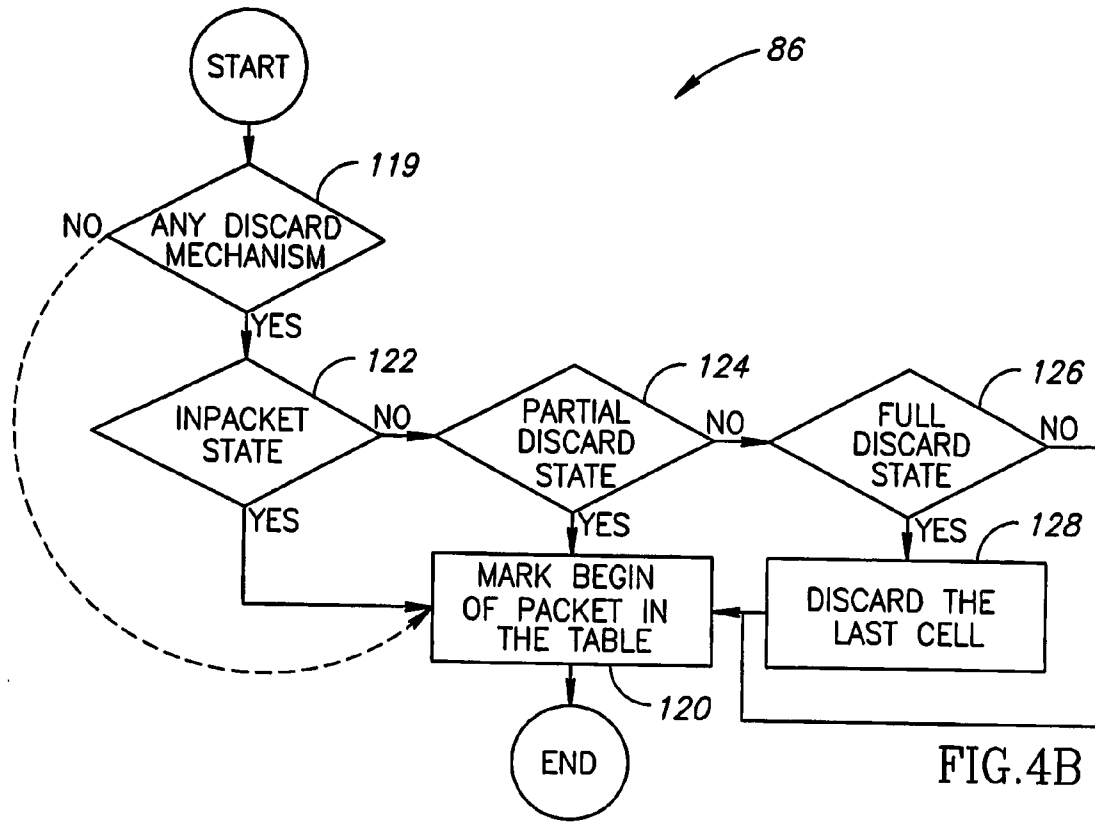 START
86
119
NO
ANY DISCARD
MECHANISM
YES
122
INPACKET
STATE
NO
YES
124
PARTIAL
DISCARD
STATE
NO
YES
126
FULL
DISCARD
STATE
NO
YES
128
MARK BEGIN
OF PACKET IN
THE TABLE
DISCARD THE
LAST CELL
120
END
FIG.4B